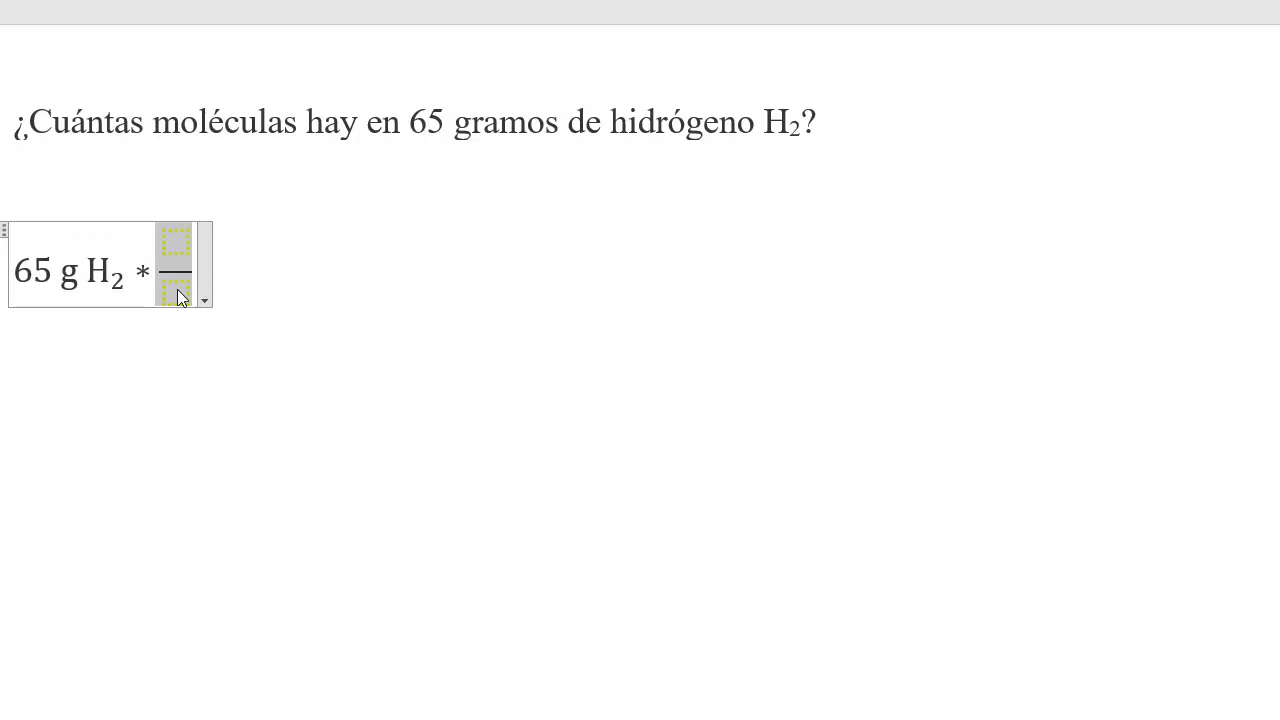 ¿Cuántas moléculas hay en 65 gramos de hidrógeno H₂?
65 g H₂ ∗